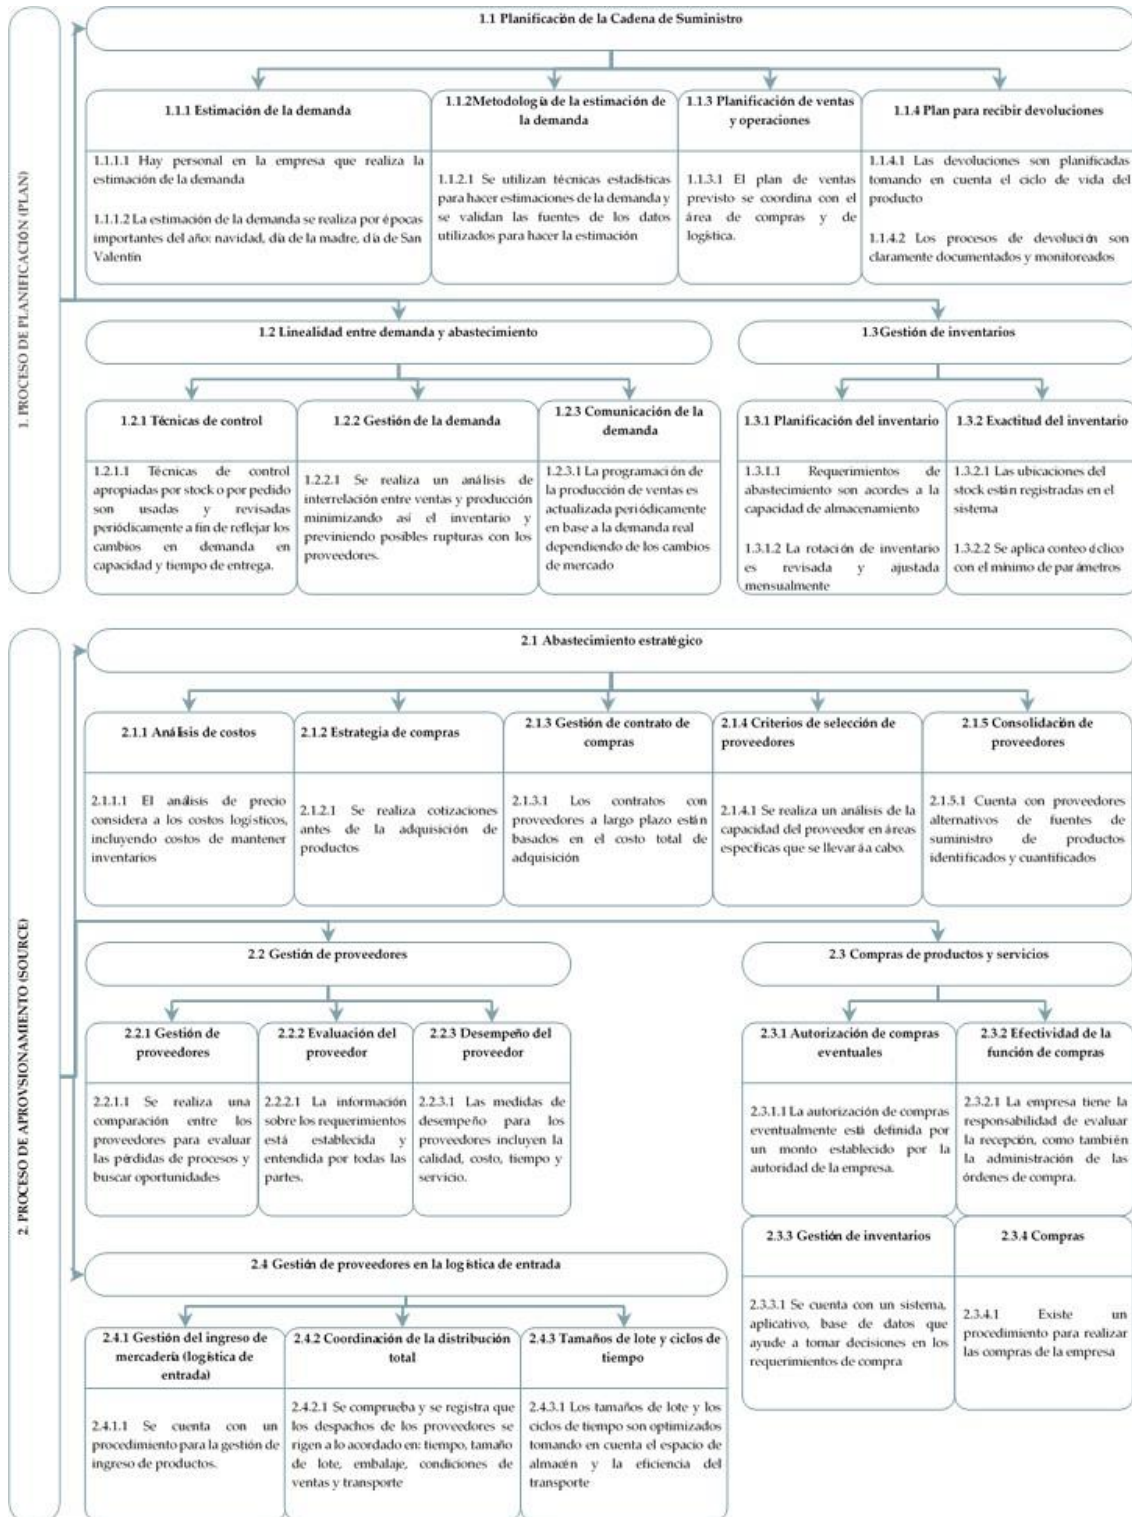 1. PROCESO DE PLANIFICACIÓN (PLAN)
1.1 Planificación de la Cadena de Suministro
1.1.1 Estimación de la demanda
1.1.1.1 Hay personal en la empresa que realiza la
estimación de la demanda
1.1.1.2 La estimación de la demanda se realiza por épocas
importantes del año: navidad, día de la madre, día de San
Valentín
1.1.2Metodología de la estimación de
la demanda
1.1.2.1 Se utilizan técnicas estadísticas
para hacer estimaciones de la demanda y
se validan las fuentes de los datos
utilizados para hacer la estimación
1.1.3 Planificación de ventas
y operaciones
1.1.3.1 El plan de ventas
previsto se coordina con el
área de compras y de
logística.
1.1.4 Plan para recibir devoluciones
1.1.4.1 Las devoluciones son planificadas
tomando en cuenta el ciclo de vida del
producto
1.1.4.2 Los procesos de devolución son
claramente documentados y monitoreados
1.2 Linealidad entre demanda y abastecimiento
1.2.1 Técnicas de control
1.2.1.1 Técnicas de control
apropiadas por stock o por pedido
son usadas y revisadas
periódicamente a fin de reflejar los
cambios en demanda en
capacidad y tiempo de entrega.
1.2.2 Gestión de la demanda
1.2.2.1 Se realiza un análisis de
interrelación entre ventas y producción
minimizando así el inventario y
previniendo posibles rupturas con los
proveedores.
1.2.3 Comunicación de la
demanda
1.2.3.1 La programación de
la producción de ventas es
actualizada periódicamente
en base a la demanda real
dependiendo de los cambios
de mercado
1.3Gestión de inventarios
1.3.1 Planificación del inventario
1.3.1.1 Requerimientos de
abastecimiento son acordes a la
capacidad de almacenamiento
1.3.1.2 La rotación de inventario
es revisada y ajustada
mensualmente
1.3.2 Exactitud del inventario
1.3.2.1 Las ubicaciones del
stock están registradas en el
sistema
1.3.2.2 Se aplica conteo cíclico
con el mínimo de parámetros
2. PROCESO DE APROVSIONAMIENTO (SOURCE)
2.1 Abastecimiento estratégico
2.1.1 Análisis de costos
2.1.1.1 El análisis de precio
considera a los costos logísticos,
incluyendo costos de mantener
inventarios
2.1.2 Estrategia de compras
2.1.2.1 Se realiza cotizaciones
antes de la adquisición de
productos
2.1.3 Gestión de contrato de
compras
2.1.3.1 Los contratos con
proveedores a largo plazo están
basados en el costo total de
adquisición
2.1.4 Criterios de selección de
proveedores
2.1.4.1 Se realiza un análisis de la
capacidad del proveedor en áreas
específicas que se llevará a cabo.
2.1.5 Consolidación de
proveedores
2.1.5.1 Cuenta con proveedores
alternativos de fuentes de
suministro de productos
identificados y cuantificados
2.2 Gestión de proveedores
2.2.1 Gestión de
proveedores
2.2.1.1 Se realiza una
comparación entre los
proveedores para evaluar
las pérdidas de procesos y
buscar oportunidades
2.2.2 Evaluación del
proveedor
2.2.2.1 La información
sobre los requerimientos
está establecida y
entendida por todas las
partes.
2.2.3 Desempeño del
proveedor
2.2.3.1 Las medidas de
desempeño para los
proveedores incluyen la
calidad, costo, tiempo y
servicio.
2.3 Compras de productos y servicios
2.3.1 Autorización de compras
eventuales
2.3.1.1 La autorización de compras
eventualmente está definida por
un monto establecido por la
autoridad de la empresa.
2.3.2 Efectividad de la
función de compras
2.3.2.1 La empresa tiene la
responsabilidad de evaluar
la recepción, como también
la administración de las
órdenes de compra.
2.3.3 Gestión de inventarios
2.3.3.1 Se cuenta con un sistema,
aplicativo, base de datos que
ayude a tomar decisiones en los
requerimientos de compra
2.3.4 Compras
2.3.4.1 Existe un
procedimiento para realizar
las compras de la empresa
2.4 Gestión de proveedores en la logística de entrada
2.4.1 Gestión del ingreso de
mercadería (logística de
entrada)
2.4.1.1 Se cuenta con un
procedimiento para la gestión de
ingreso de productos.
2.4.2 Coordinación de la distribución
total
2.4.2.1 Se comprueba y se registra que
los despachos de los proveedores se
rigen a lo acordado en: tiempo, tamaño
de lote, embalaje, condiciones de
ventas y transporte
2.4.3 Tamaños de lote y ciclos de
tiempo
2.4.3.1 Los tamaños de lote y los
ciclos de tiempo son optimizados
tomando en cuenta el espacio de
almacén y la eficiencia del
transporte